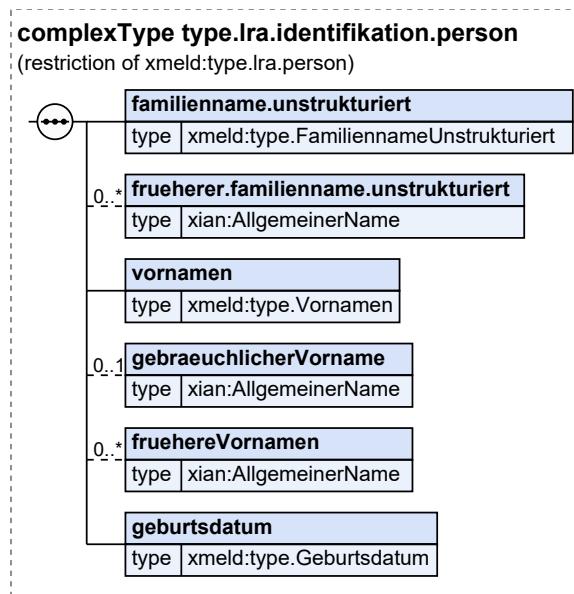 complexType type.lra.identifikation.person
(restriction of xmeld:type.lra.person)
familienname.unstrukturiert
type xmeld:type.FamiliennameUnstrukturiert
0..* frueherer.familienname.unstrukturiert
type xian:AllgemeinerName
vornamen
type xmeld:type.Vornamen
0..1 gebraeuchlicherVorname
type xian:AllgemeinerName
0..* fruehereVornamen
type xian:AllgemeinerName
geburtsdatum
type xmeld:type.Geburtsdatum